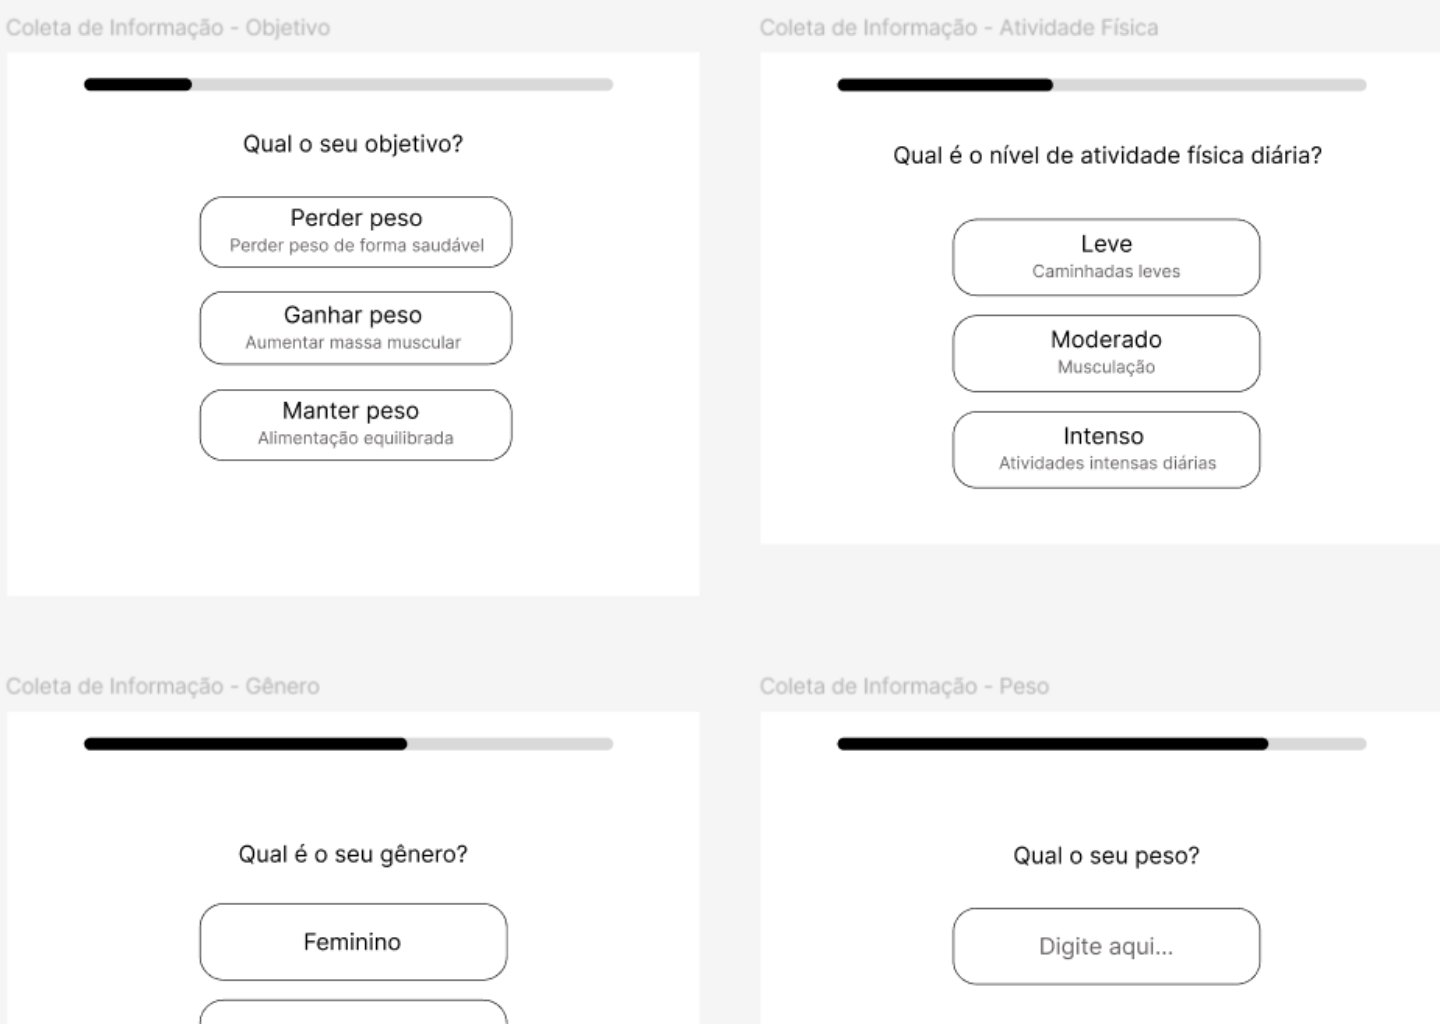 Coleta de Informação - Objetivo
Qual o seu objetivo?
Perder peso
Perder peso de forma saudável
Ganhar peso
Aumentar massa muscular
Manter peso
Alimentação equilibrada
Coleta de Informação - Atividade Física
Qual é o nível de atividade física diária?
Leve
Caminhadas leves
Moderado
Musculação
Intenso
Atividades intensas diárias
Coleta de Informação - Gênero
Qual é o seu gênero?
Feminino
Coleta de Informação - Peso
Qual o seu peso?
Digite aqui...